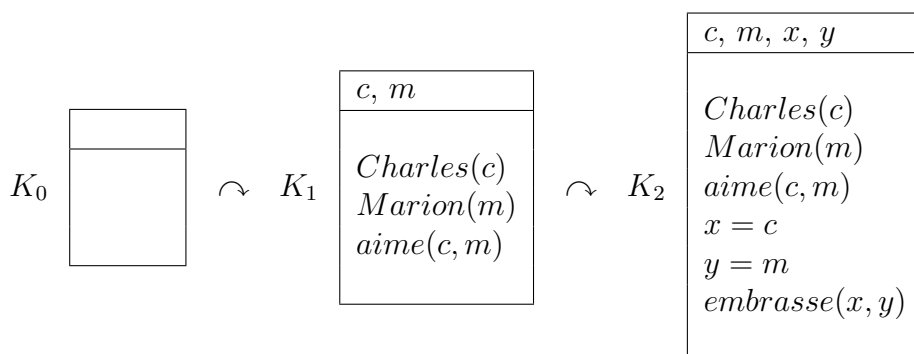 K₀
K₁
c, m
Charles(c)
Marion(m)
aime(c, m)
K₂
c, m, x, y
Charles(c)
Marion(m)
aime(c, m)
x = c
y = m
embrasse(x, y)